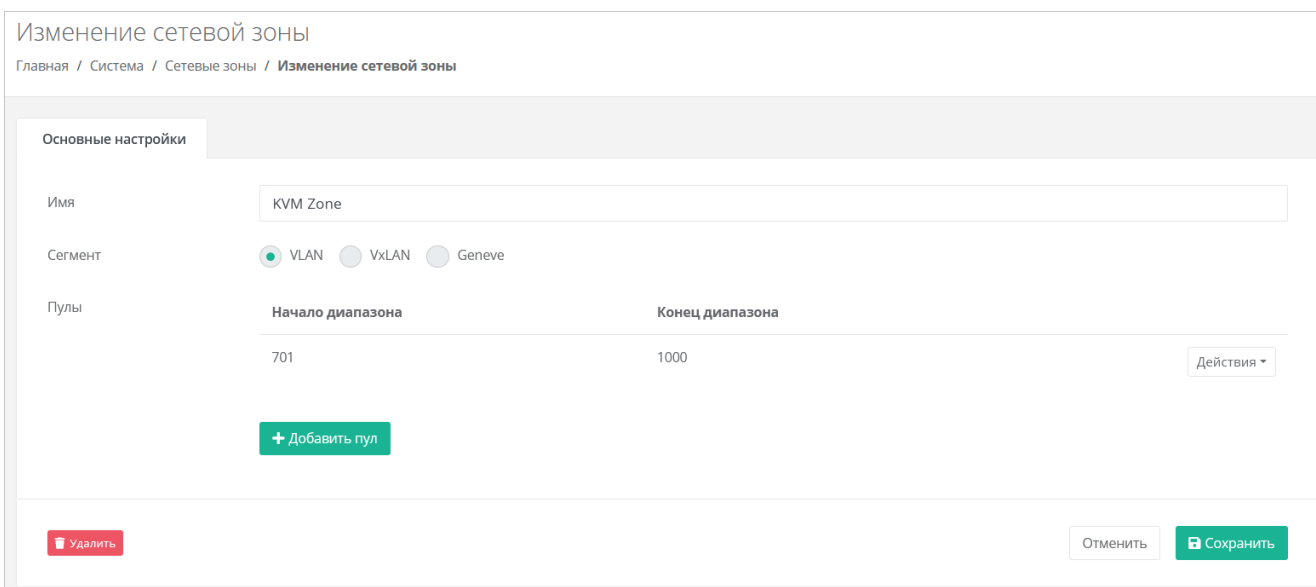 Изменение сетевой зоны
Главная / Система / Сетевые зоны / Изменение сетевой зоны
Основные настройки
Имя KVM Zone
Сегмент VLAN VxLAN Geneve
Пулы Начало диапазона Конец диапазона
701 1000 Действия
Добавить пул
Удалить Отменить Сохранить